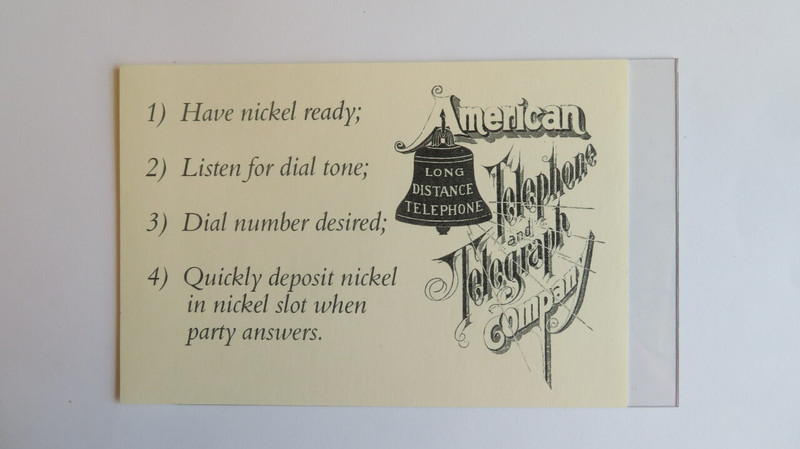 1) Have nickel ready;
2) Listen for dial tone;
3) Dial number desired;
4) Quickly deposit nickel
in nickel slot when
party answers.
American
Telephone
and
Telegraph
Company
LONG
DISTANCE
TELEPHONE